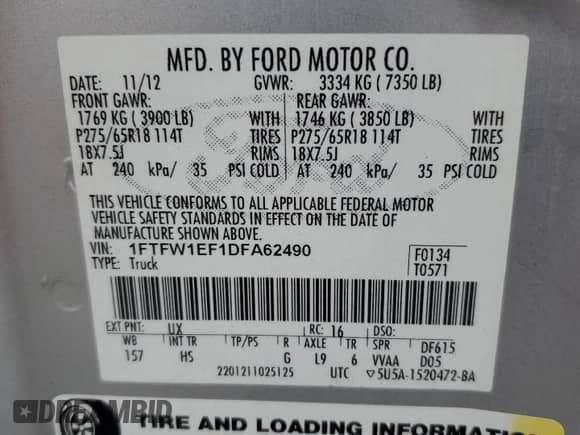 MFD. BY FORD MOTOR CO.
DATE: 11/12 GVWR: 3334 KG ( 7350 LB)
FRONT GAWR: REAR GAWR:
1769 KG ( 3900 LB) WITH 1746 KG ( 3850 LB) WITH
P275/65R18 114T TIRES P275/65R18 114T TIRES
18X7.5J RIMS 18X7.5J RIMS
AT 240 kPa/ 35 PSI COLD AT 240 kPa/ 35 PSI COLD
THIS VEHICLE CONFORMS TO ALL APPLICABLE FEDERAL MOTOR
VEHICLE SAFETY STANDARDS IN EFFECT ON THE DATE OF
MANUFACTURE SHOWN ABOVE.
VIN: 1FTFW1EF1DFA62490 F0134
TYPE: Truck T0571
EXT PNT: UX RC: 16 DSO:
WB INT TR TP/PS R AXLE TR SPR DF615
157 HS G L9 6 VVAA D05
2201211025125 UTC ▽5U5A-1520472-BA
TIRE AND LOADING INFORMATION
DREAMBID